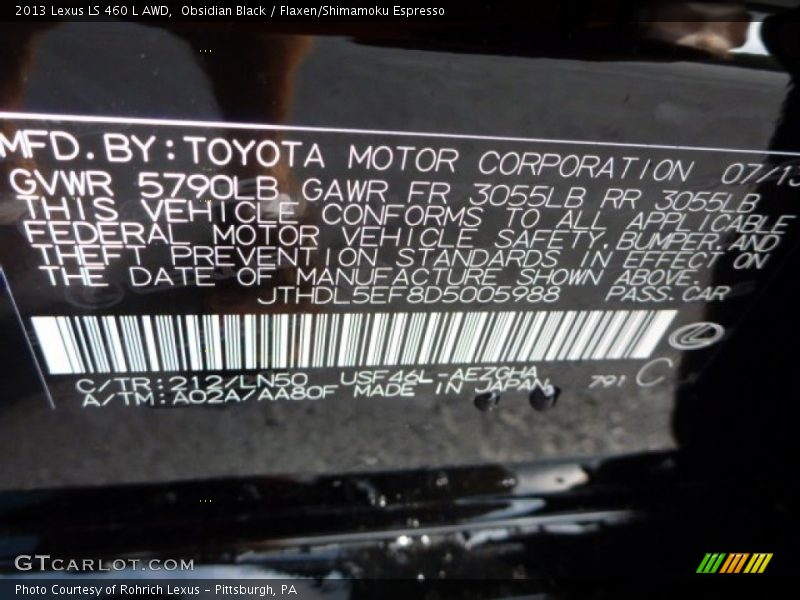 2013 Lexus LS 460 L AWD,  Obsidian Black / Flaxen/Shimamoku Espresso
MFD. BY: TOYOTA MOTOR CORPORATION 07/13
GVWR 5790LB GAWR FR 3055LB RR 3055LB
THIS VEHICLE CONFORMS TO ALL APPLICABLE
FEDERAL MOTOR VEHICLE SAFETY, BUMPER, AND
THEFT PREVENTION STANDARDS IN EFFECT ON
THE DATE OF MANUFACTURE SHOWN ABOVE.
JTHDL5EF8D5005988 PASS. CAR
C/TR: 212/LN50 USF46L-AEZGHA 791 C
A/TM: A02A/AA80F MADE IN JAPAN
GTCARLOT.COM
Photo Courtesy of Rohrich Lexus – Pittsburgh, PA